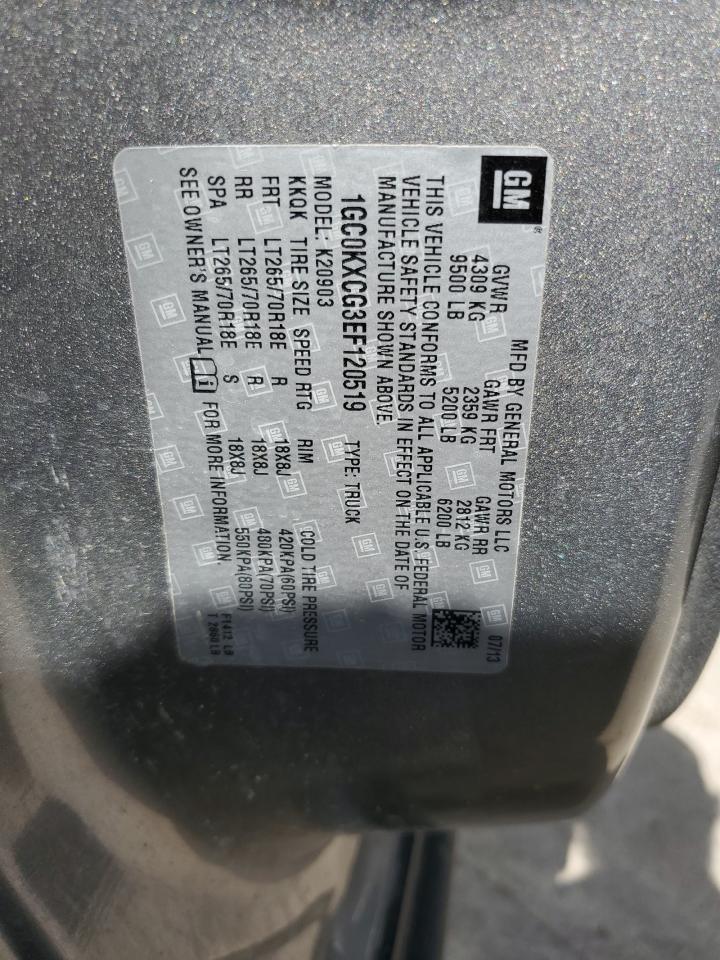 GM
MFD BY GENERAL MOTORS LLC 07/13
GVWR GAWR FRT GAWR RR
4309 KG 2359 KG 2812 KG
9500 LB 5200 LB 6200 LB
THIS VEHICLE CONFORMS TO ALL APPLICABLE U.S. FEDERAL MOTOR
VEHICLE SAFETY STANDARDS IN EFFECT ON THE DATE OF
MANUFACTURE SHOWN ABOVE.
1GC0KXCG3EF120519 TYPE: TRUCK
MODEL: K20903
KKQK TIRE SIZE SPEED RTG RIM COLD TIRE PRESSURE
FRT LT265/70R18E R 18X8J 420KPA(60PSI)
RR LT265/70R18E R 18X8J 480KPA(70PSI)
SPA LT265/70R18E S 18X8J 550KPA(80PSI)
SEE OWNER'S MANUAL i FOR MORE INFORMATION.
F1412 LB
T 2660 LB